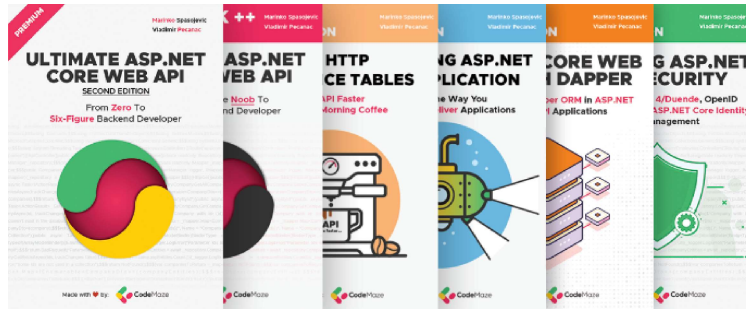 PREMIUM
Marinko Spasojevic
Vladimir Pecanac
ULTIMATE ASP.NET
CORE WEB API
SECOND EDITION
From Zero To
Six-Figure Backend Developer
Made with by: CodeMaze
++
Marinko Spasojevic
Vladimir Pecanac
ASP.NET
WEB API
Noob To
nd Developer
CodeMaze
ON
Marinko Spasojevic
Vladimir Pecanac
HTTP
CE TABLES
API Faster
Morning Coffee
API
CodeMaze
Marinko Spasojevic
Vladimir Pecanac
NG ASP.NET
PLICATION
he Way You
liver Applications
CodeMaze
ON
Marinko Spasojevic
Vladimir Pecanac
CORE WEB
H DAPPER
per ORM in ASP.NET
I Applications
CodeMaze
ON
Marinko Spasojevic
Vladimir Pecanac
G ASP.NET
ECURITY
4/Duende, OpenID
ASP.NET Core Identity
nagement
CodeMaze